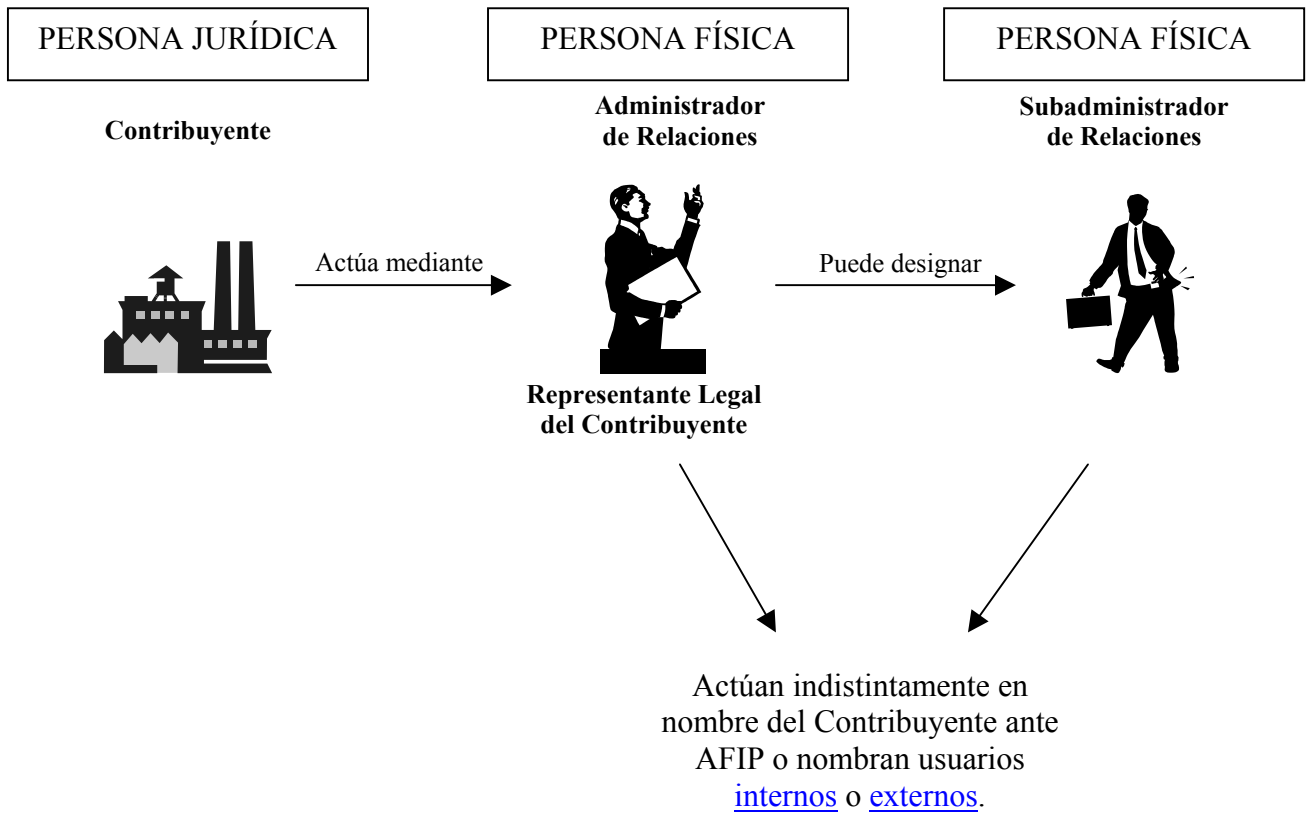 PERSONA JURÍDICA
PERSONA FÍSICA
PERSONA FÍSICA
Contribuyente
Administrador
de Relaciones
Subadministrador
de Relaciones
Actúa mediante
Puede designar
Representante Legal
del Contribuyente
Actúan indistintamente en
nombre del Contribuyente ante
AFIP o nombran usuarios
internos o externos.